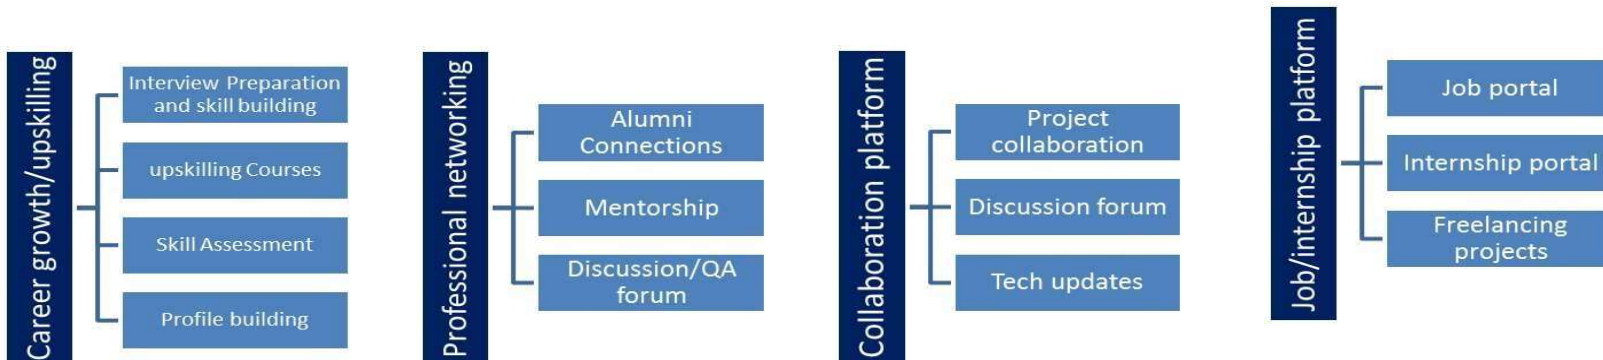 Career growth/upskilling
Interview Preparation
and skill building
upskilling Courses
Skill Assessment
Profile building
Professional networking
Alumni
Connections
Mentorship
Discussion/QA
forum
Collaboration platform
Project
collaboration
Discussion forum
Tech updates
Job/internship platform
Job portal
Internship portal
Freelancing
projects